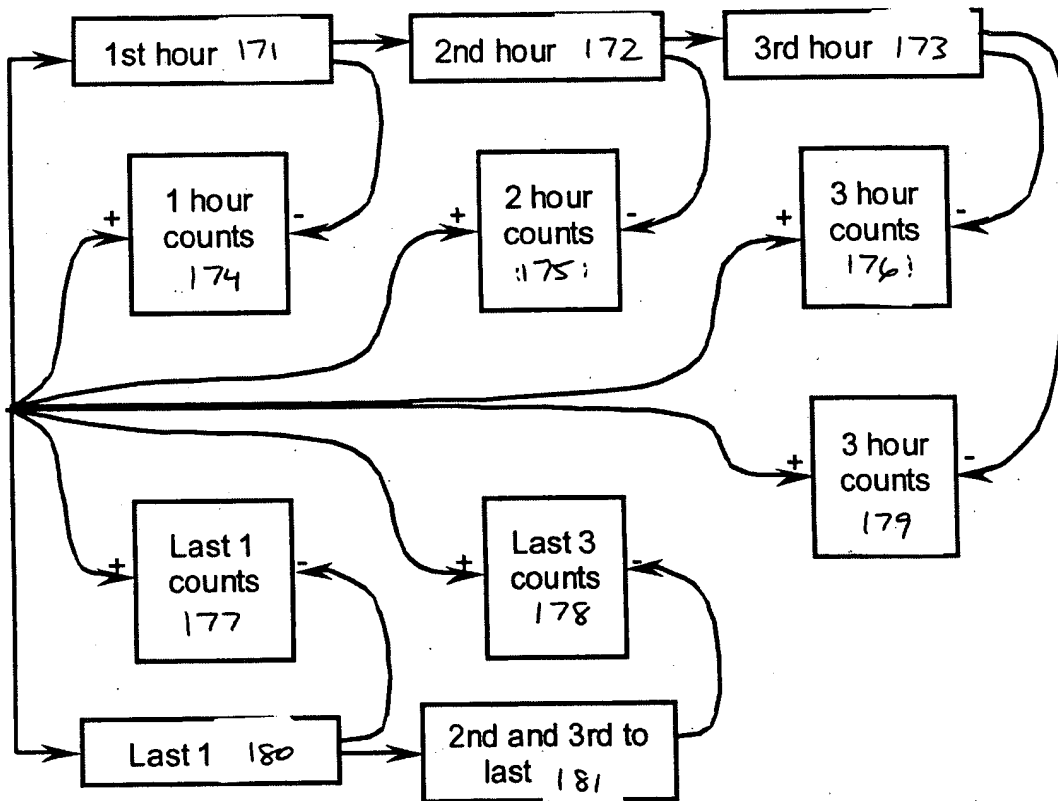 1st hour 171
2nd hour 172
3rd hour 173
+ 1 hour -
counts
174
+ 2 hour -
counts
175
+ 3 hour -
counts
176
+ 3 hour -
counts
179
+ Last 1 -
counts
177
+ Last 3 -
counts
178
Last 1 180
2nd and 3rd to
last 181